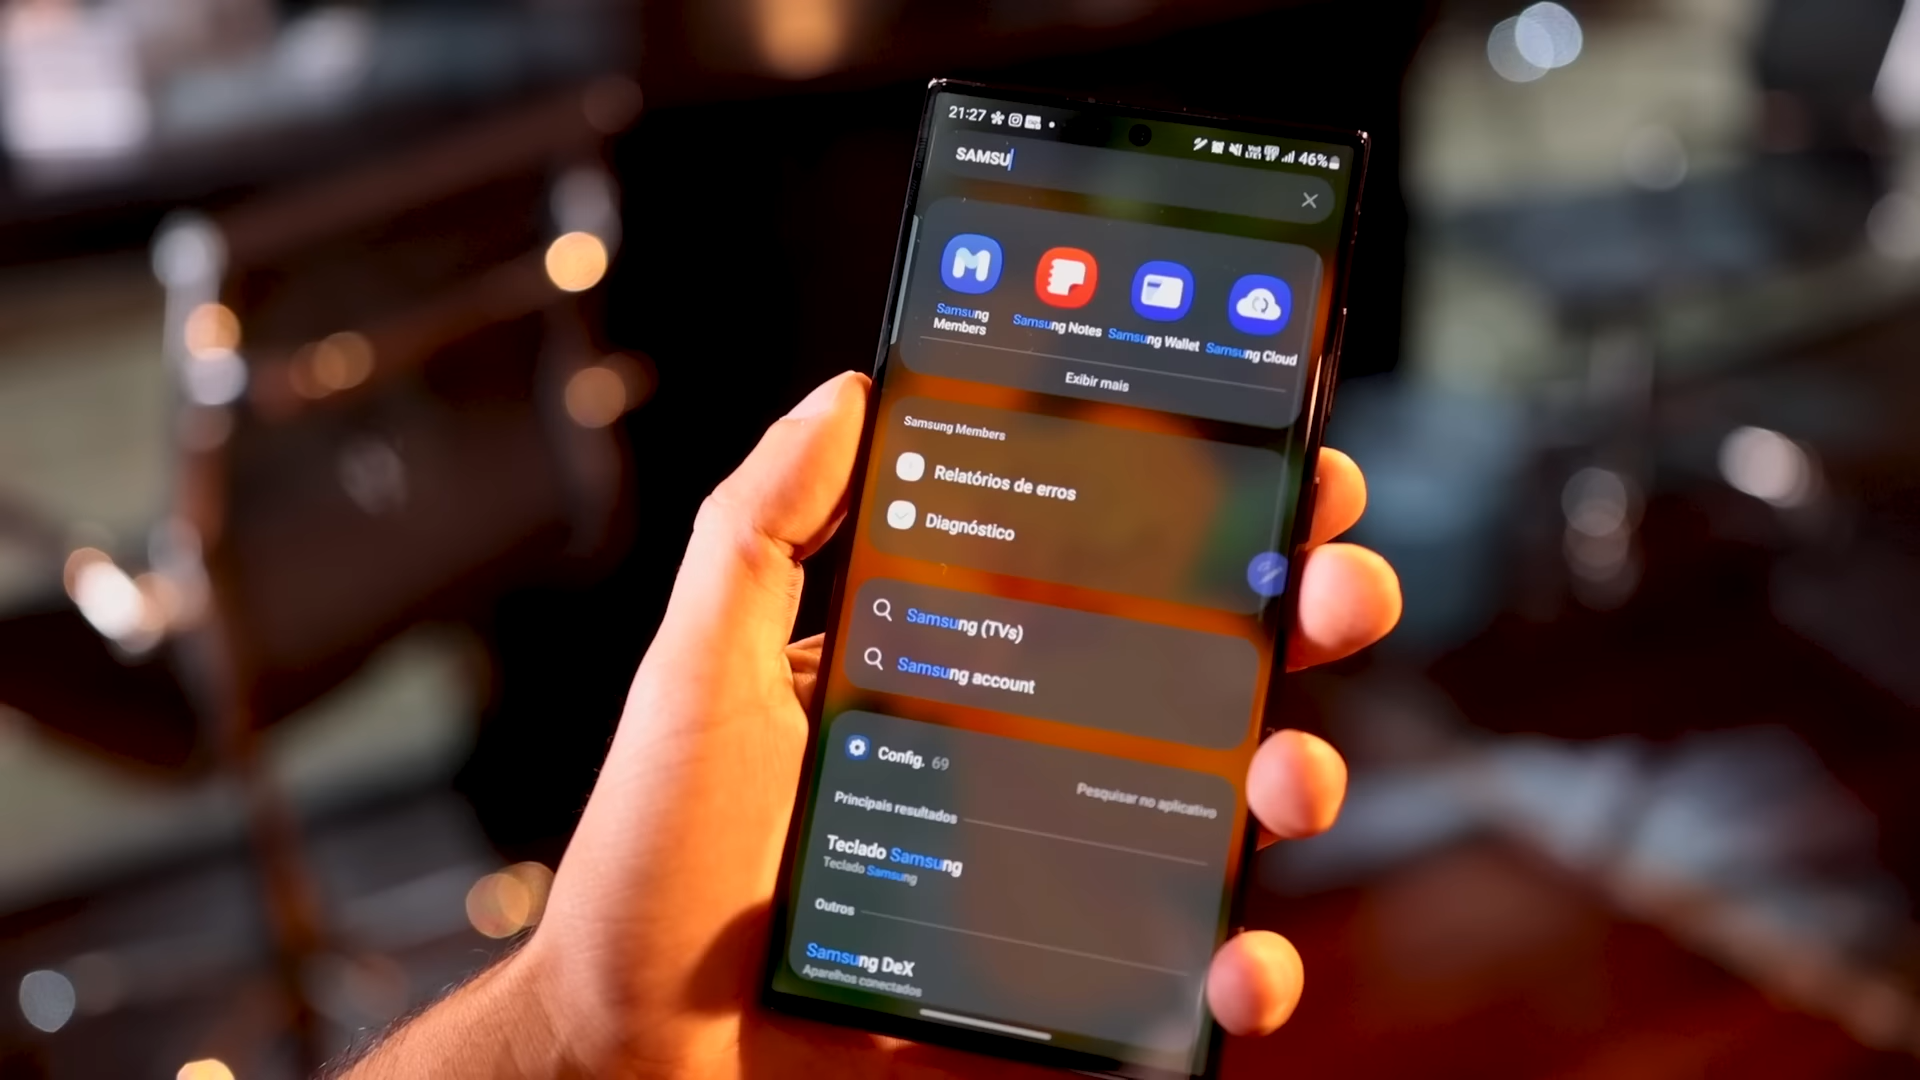 21:27
46%
SAMSU
Samsung
Members
Samsung Notes
Samsung Wallet
Samsung Cloud
Exibir mais
Samsung Members
Relatórios de erros
Diagnóstico
Samsung (TVs)
Samsung account
Config. 69
Pesquisar no aplicativo
Principais resultados
Teclado Samsung
Teclado Samsung
Outros
Samsung DeX
Aparelhos conectados